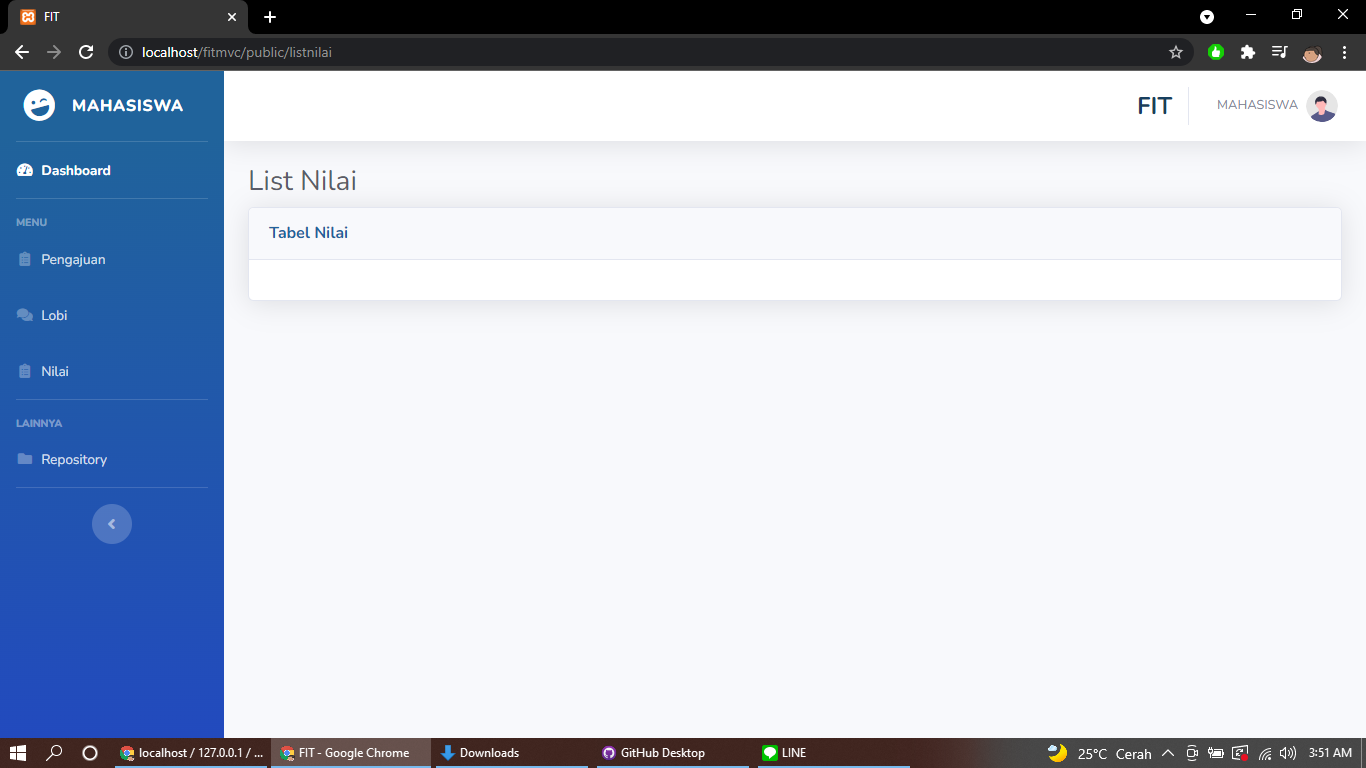 FIT
localhost/fitmvc/public/listnilai
MAHASISWA
FIT
MAHASISWA
Dashboard
MENU
Pengajuan
Lobi
Nilai
LAINNYA
Repository
List Nilai
Tabel Nilai
localhost / 127.0.0.1 / ...
FIT - Google Chrome
Downloads
GitHub Desktop
LINE
25°C Cerah
3:51 AM